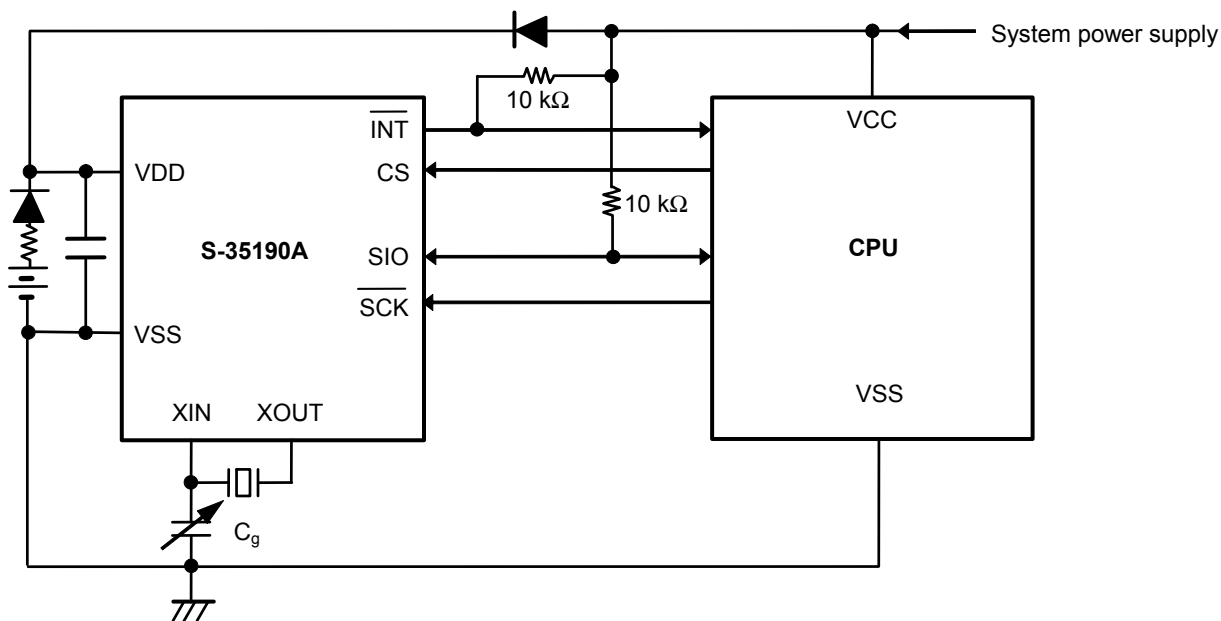 System power supply
10 kΩ
INT
VCC
VDD
CS
10 kΩ
S-35190A
SIO
CPU
SCK
VSS
VSS
XIN XOUT
Cg